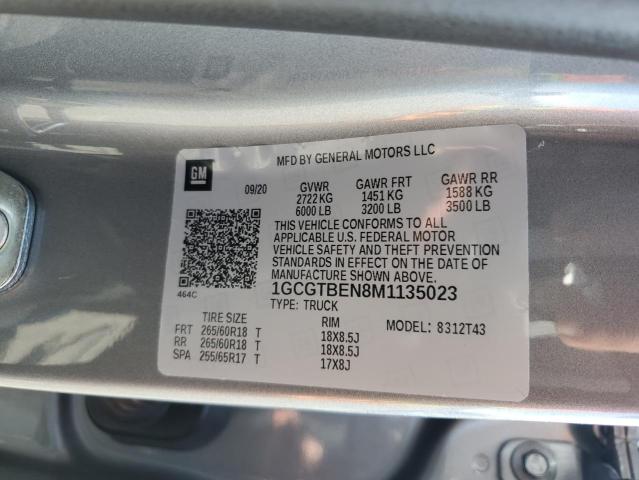 GM
MFD BY GENERAL MOTORS LLC
09/20 GVWR GAWR FRT GAWR RR
2722 KG 1451 KG 1588 KG
6000 LB 3200 LB 3500 LB
THIS VEHICLE CONFORMS TO ALL
APPLICABLE U.S. FEDERAL MOTOR
VEHICLE SAFETY AND THEFT PREVENTION
STANDARDS IN EFFECT ON THE DATE OF
MANUFACTURE SHOWN ABOVE.
464C 1GCGTBEN8M1135023
TYPE: TRUCK
TIRE SIZE RIM MODEL: 8312T43
FRT 265/60R18 T 18X8.5J
RR 265/60R18 T 18X8.5J
SPA 255/65R17 T 17X8J